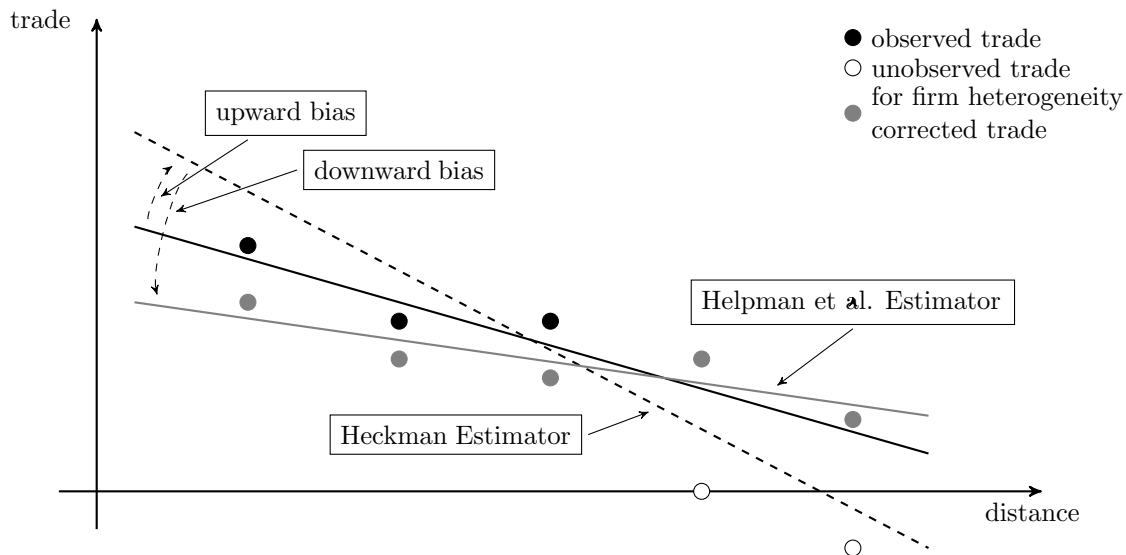 trade
observed trade
unobserved trade
for firm heterogeneity
corrected trade
upward bias
downward bias
Helpman et al. Estimator
Heckman Estimator
distance